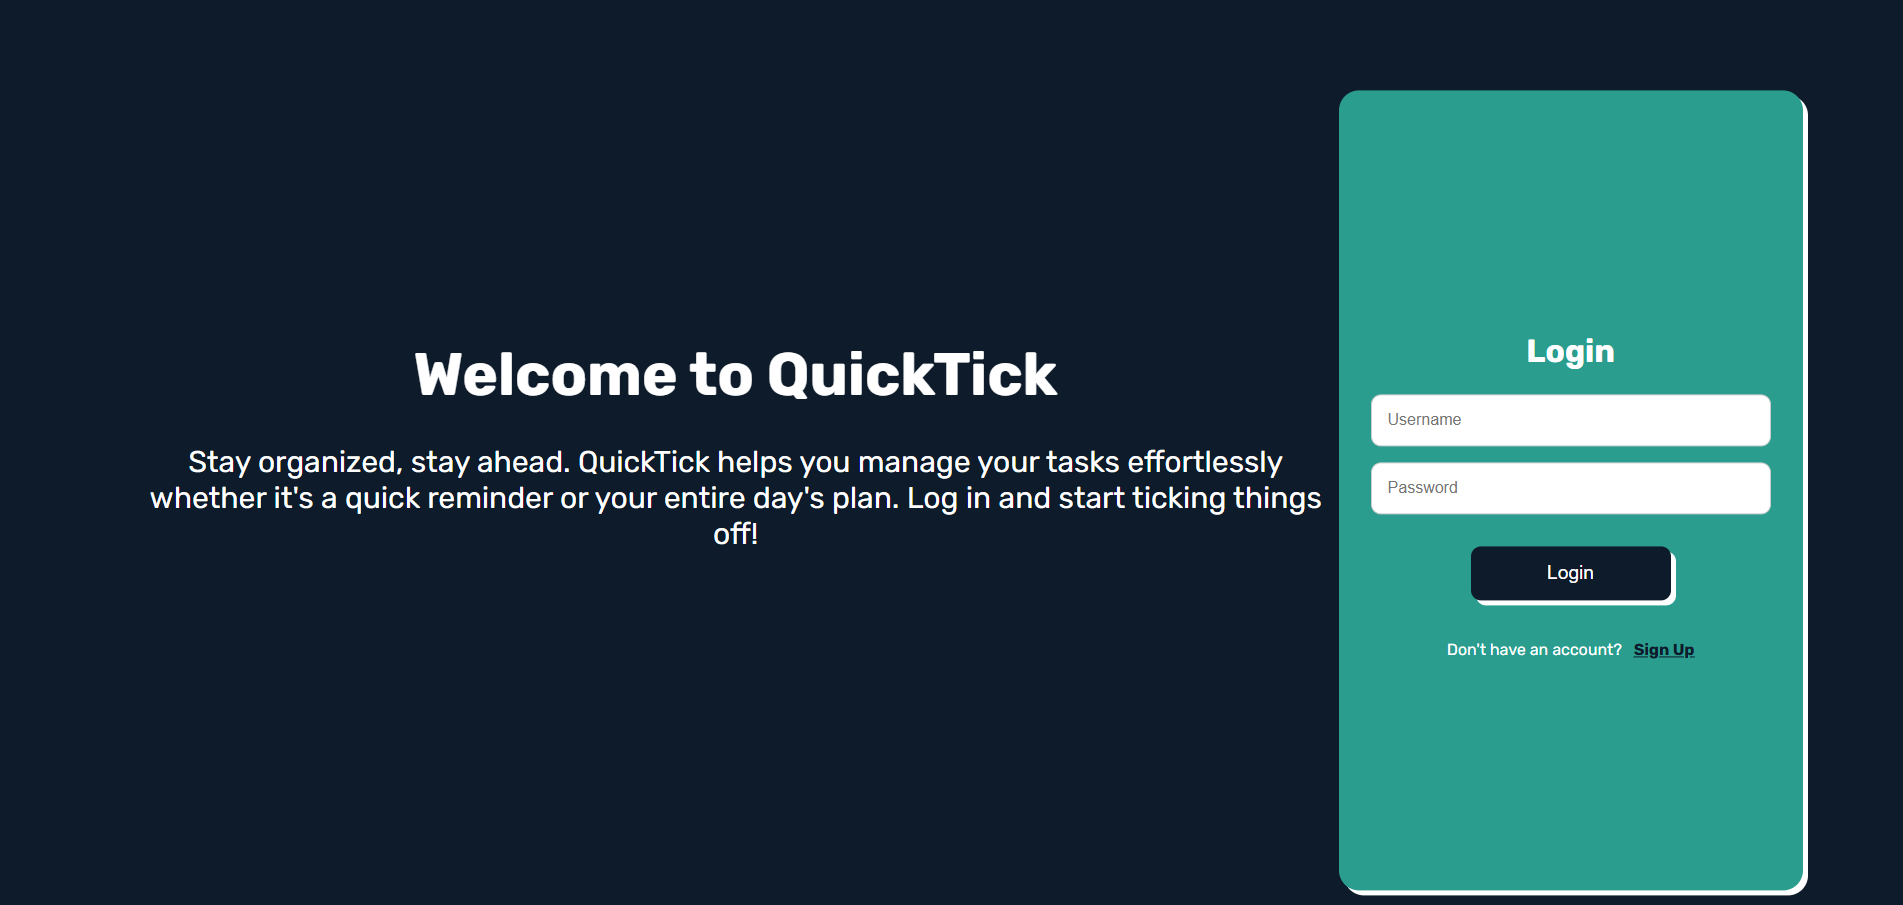 Welcome to QuickTick
Stay organized, stay ahead. QuickTick helps you manage your tasks effortlessly
whether it's a quick reminder or your entire day's plan. Log in and start ticking things
off!
Login
Username
Password
Login
Don't have an account? Sign Up